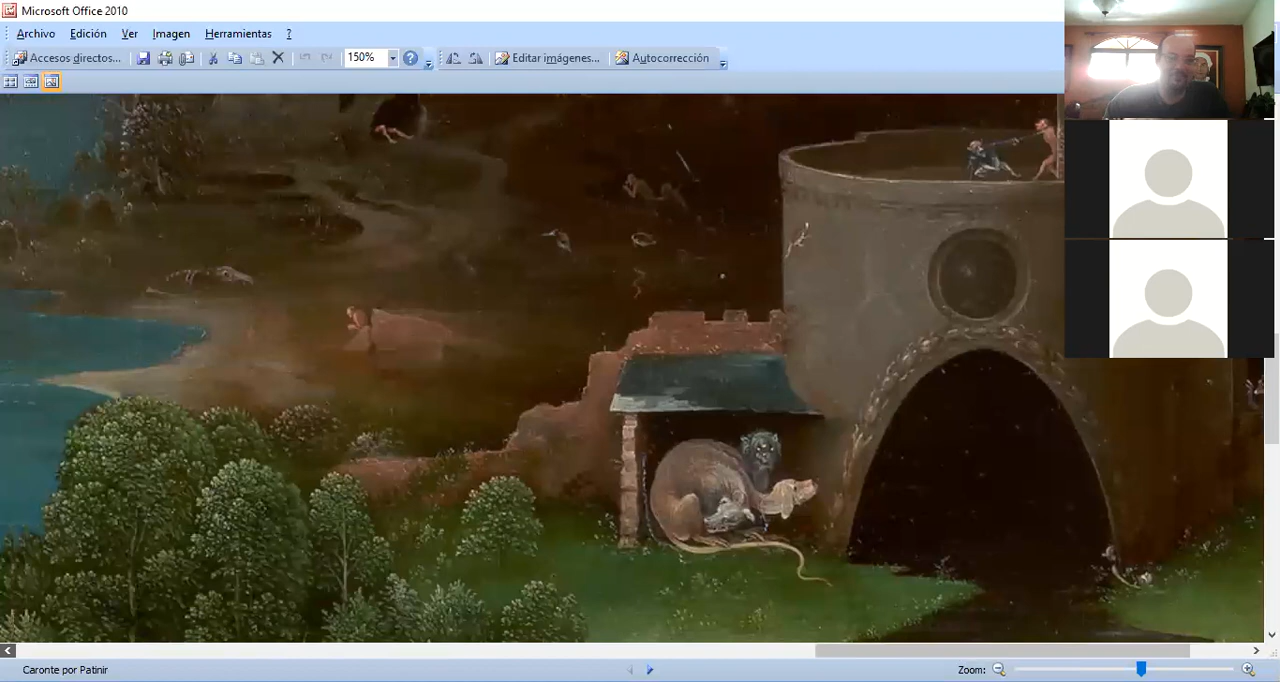 Microsoft Office 2010
Archivo Edición Ver Imagen Herramientas ?
Accesos directos... 150% Editar imágenes... Autocorrección
Caronte por Patinir Zoom: